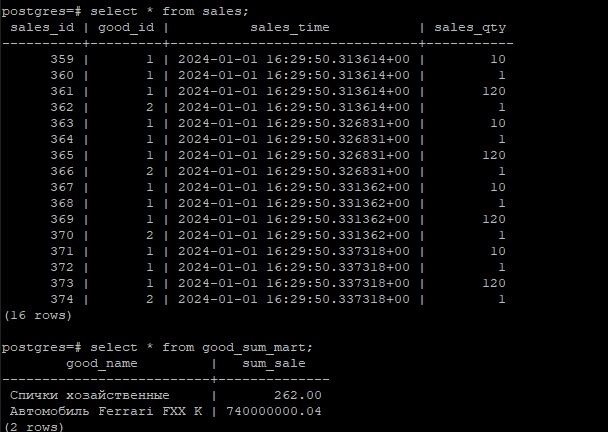 postgres=# select * from sales;
sales_id | good_id | sales_time | sales_qty
----------+---------+-------------------------------+-----------
359 | 1 | 2024-01-01 16:29:50.313614+00 | 10
360 | 1 | 2024-01-01 16:29:50.313614+00 | 1
361 | 1 | 2024-01-01 16:29:50.313614+00 | 120
362 | 2 | 2024-01-01 16:29:50.313614+00 | 1
363 | 1 | 2024-01-01 16:29:50.326831+00 | 10
364 | 1 | 2024-01-01 16:29:50.326831+00 | 1
365 | 1 | 2024-01-01 16:29:50.326831+00 | 120
366 | 2 | 2024-01-01 16:29:50.326831+00 | 1
367 | 1 | 2024-01-01 16:29:50.331362+00 | 10
368 | 1 | 2024-01-01 16:29:50.331362+00 | 1
369 | 1 | 2024-01-01 16:29:50.331362+00 | 120
370 | 2 | 2024-01-01 16:29:50.331362+00 | 1
371 | 1 | 2024-01-01 16:29:50.337318+00 | 10
372 | 1 | 2024-01-01 16:29:50.337318+00 | 1
373 | 1 | 2024-01-01 16:29:50.337318+00 | 120
374 | 2 | 2024-01-01 16:29:50.337318+00 | 1
(16 rows)
postgres=# select * from good_sum_mart;
good_name | sum_sale
--------------------------+--------------
Спички хозайственные | 262.00
Автомобиль Ferrari FXX K | 740000000.04
(2 rows)